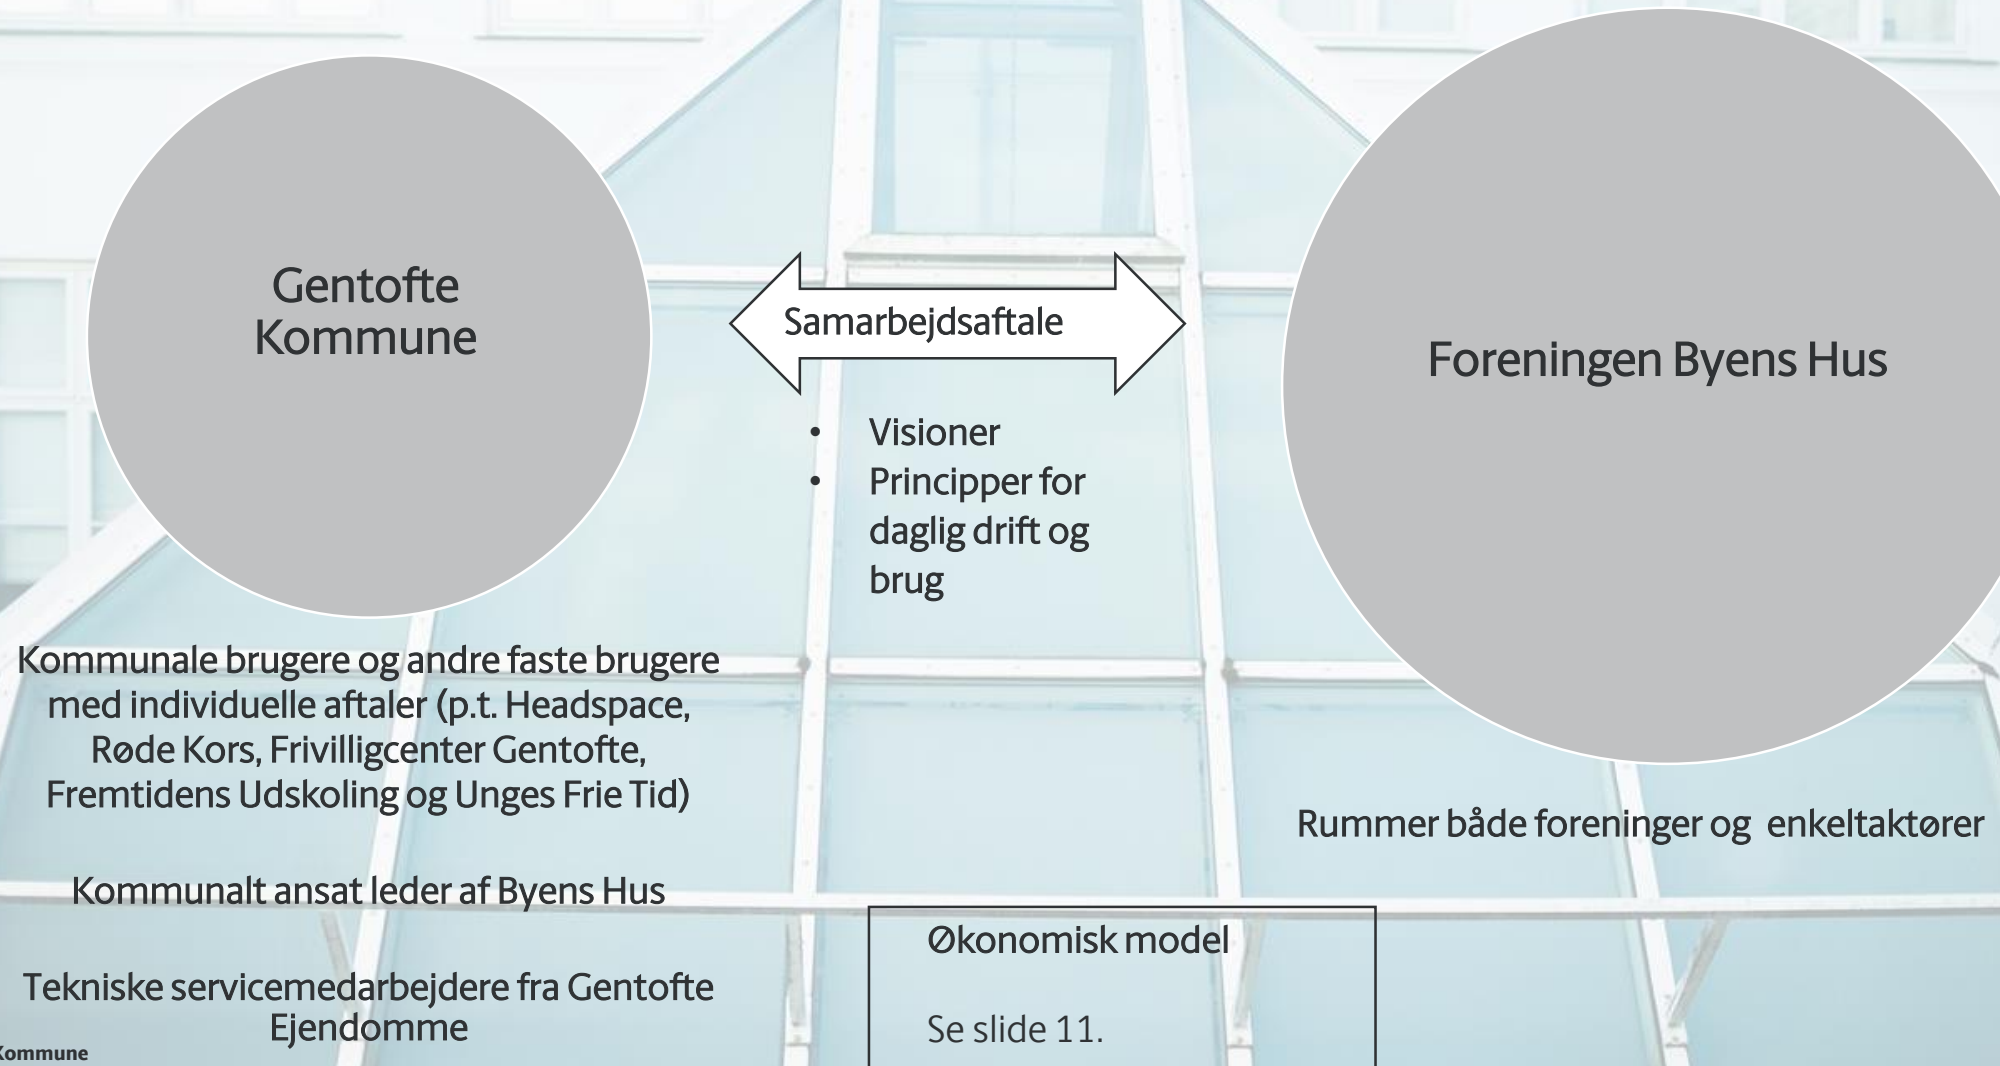 Gentofte
Kommune
Samarbejdsaftale
Foreningen Byens Hus
• Visioner
• Principper for
daglig drift og
brug
Kommunale brugere og andre faste brugere
med individuelle aftaler (p.t. Headspace,
Røde Kors, Frivilligcenter Gentofte,
Fremtidens Udskoling og Unges Frie Tid)
Kommunalt ansat leder af Byens Hus
Tekniske servicemedarbejdere fra Gentofte
Ejendomme
Rummer både foreninger og enkeltaktører
Økonomisk model
Se slide 11.
Kommune